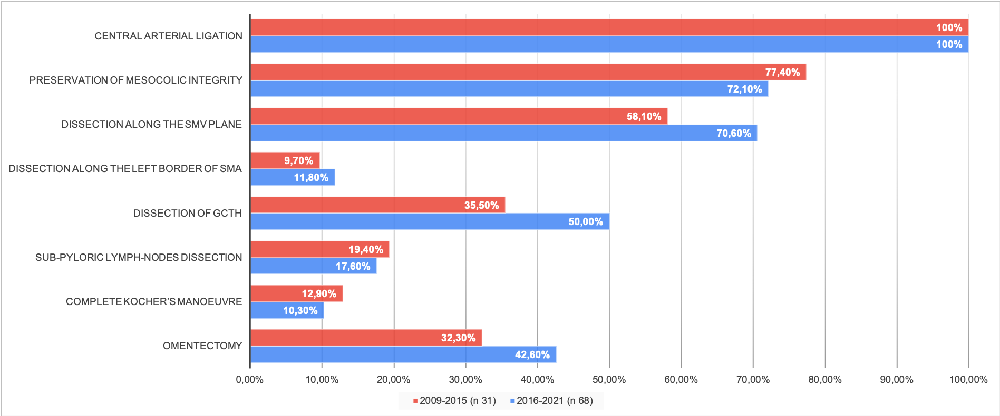 CENTRAL ARTERIAL LIGATION
100%
100%
PRESERVATION OF MESOCOLIC INTEGRITY
77,40%
72,10%
DISSECTION ALONG THE SMV PLANE
58,10%
70,60%
DISSECTION ALONG THE LEFT BORDER OF SMA
9,70%
11,80%
DISSECTION OF GCTH
35,50%
50,00%
SUB-PYLORIC LYMPH-NODES DISSECTION
19,40%
17,60%
COMPLETE KOCHER’S MANOEUVRE
12,90%
10,30%
OMENTECTOMY
32,30%
42,60%
0,00% 10,00% 20,00% 30,00% 40,00% 50,00% 60,00% 70,00% 80,00% 90,00% 100,00%
2009-2015 (n 31) 2016-2021 (n 68)